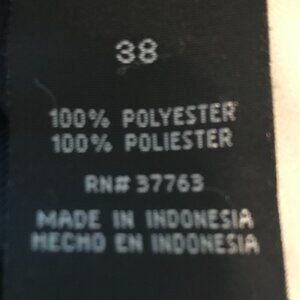 38
100% POLYESTER
100% POLIESTER
RN# 37763
MADE IN INDONESIA
HECHO EN INDONESIA